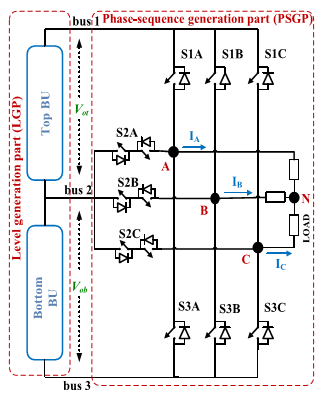 bus 1
Phase-sequence generation part (PSGP)
Level generation part (LGP)
S1A
S1B
S1C
Top BU
Vot
S2A
IA
A
bus 2
S2B
IB
N
B
S2C
LOAD
C
IC
Bottom
BU
Vob
S3A
S3B
S3C
bus 3